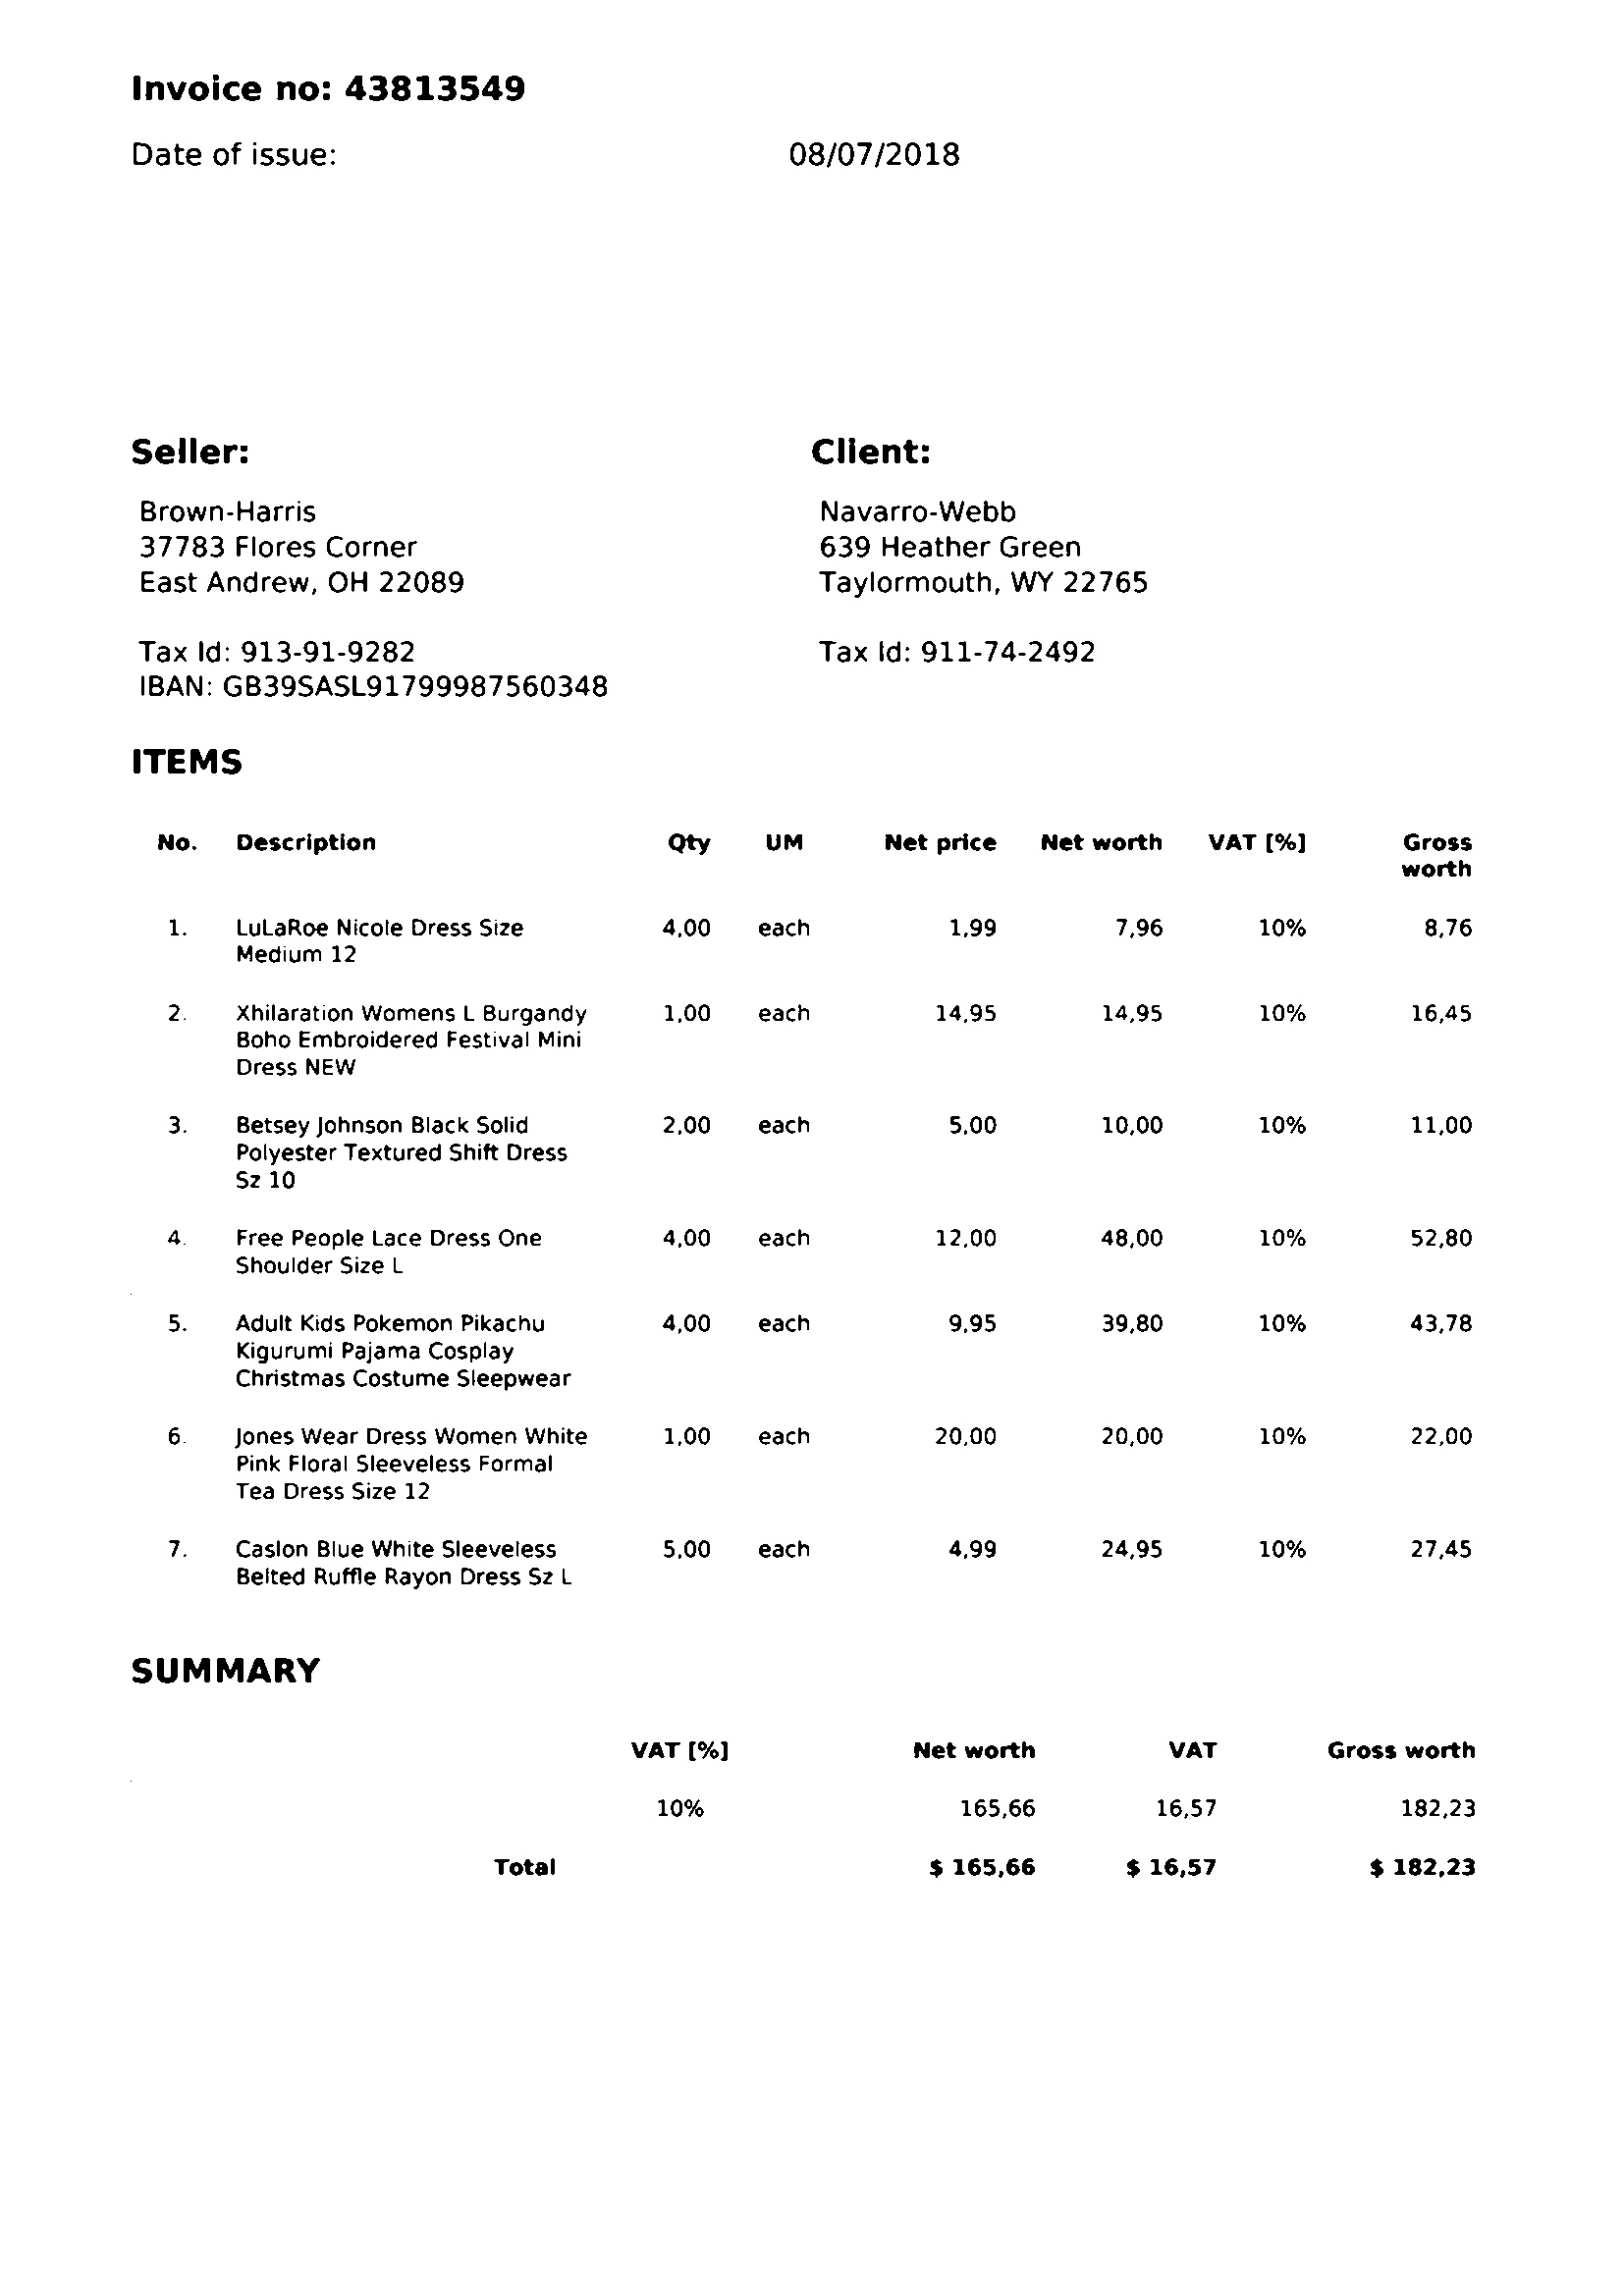 Invoice no: 43813549
Date of issue: 08/07/2018
Seller: Client:
Brown-Harris Navarro-Webb
37783 Flores Corner 639 Heather Green
East Andrew, OH 22089 Taylormouth, WY 22765
Tax Id: 913-91-9282 Tax Id: 911-74-2492
IBAN: GB39SASL91799987560348
ITEMS
No. Description Qty UM Net price Net worth VAT [%] Gross
worth
1. LuLaRoe Nicole Dress Size 4,00 each 1,99 7,96 10% 8,76
Medium 12
2. Xhilaration Womens L Burgandy 1,00 each 14,95 14,95 10% 16,45
Boho Embroidered Festival Mini
Dress NEW
3. Betsey Johnson Black Solid 2,00 each 5,00 10,00 10% 11,00
Polyester Textured Shift Dress
Sz 10
4. Free People Lace Dress One 4,00 each 12,00 48,00 10% 52,80
Shoulder Size L
5. Adult Kids Pokemon Pikachu 4,00 each 9,95 39,80 10% 43,78
Kigurumi Pajama Cosplay
Christmas Costume Sleepwear
6. Jones Wear Dress Women White 1,00 each 20,00 20,00 10% 22,00
Pink Floral Sleeveless Formal
Tea Dress Size 12
7. Caslon Blue White Sleeveless 5,00 each 4,99 24,95 10% 27,45
Belted Ruffle Rayon Dress Sz L
SUMMARY
VAT [%] Net worth VAT Gross worth
10% 165,66 16,57 182,23
Total $ 165,66 $ 16,57 $ 182,23